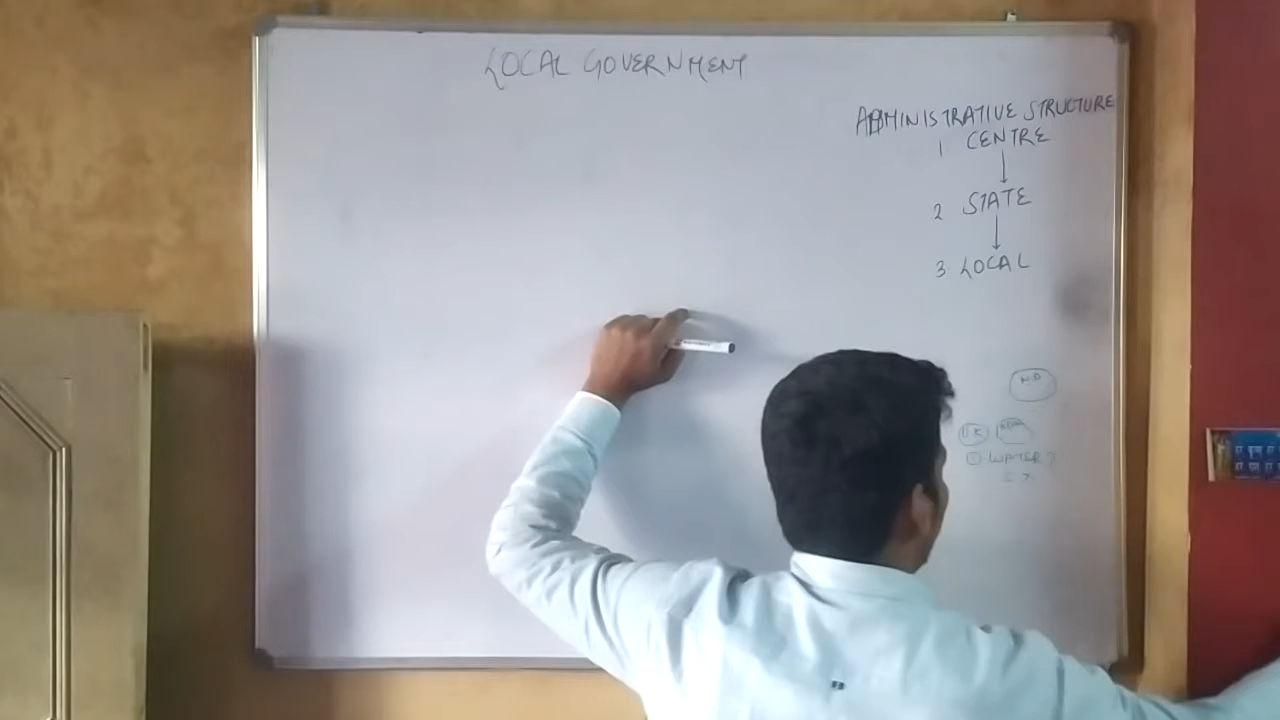 LOCAL GOVERNMENT
ADMINISTRATIVE STRUCTURE
1 CENTRE
2 STATE
3 LOCAL
N.D
U.K
WATER